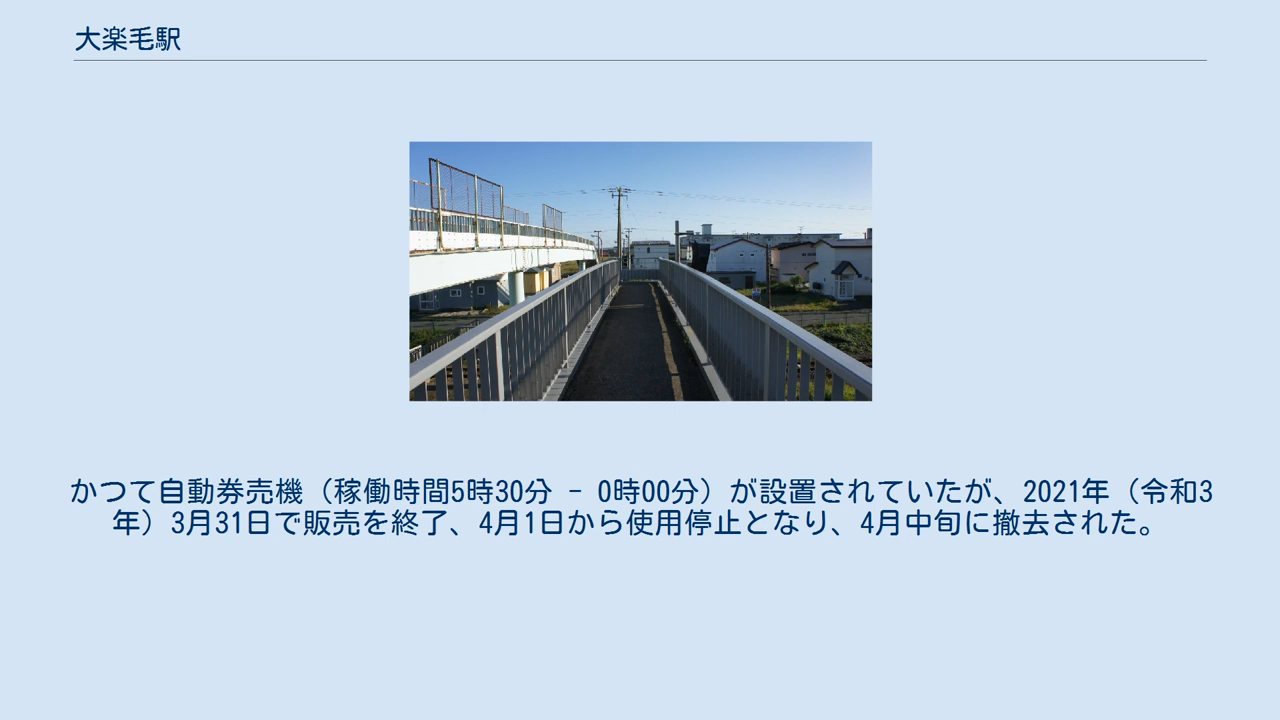 大楽毛駅
かつて自動券売機（稼働時間5時30分 - 0時00分）が設置されていたが、2021年（令和3
年）3月31日で販売を終了、4月1日から使用停止となり、4月中旬に撤去された。